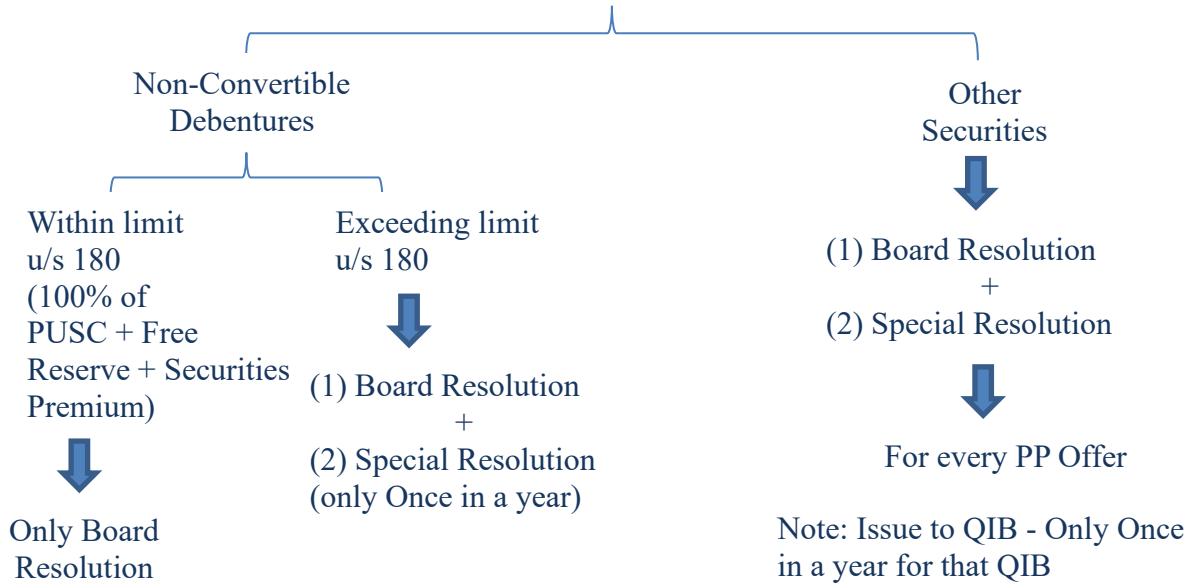 Non-Convertible
Debentures
Within limit
u/s 180
(100% of
PUSC + Free
Reserve + Securities
Premium)
Only Board
Resolution
Exceeding limit
u/s 180
(1) Board Resolution
+
(2) Special Resolution
(only Once in a year)
Other
Securities
(1) Board Resolution
+
(2) Special Resolution
For every PP Offer
Note: Issue to QIB - Only Once
in a year for that QIB